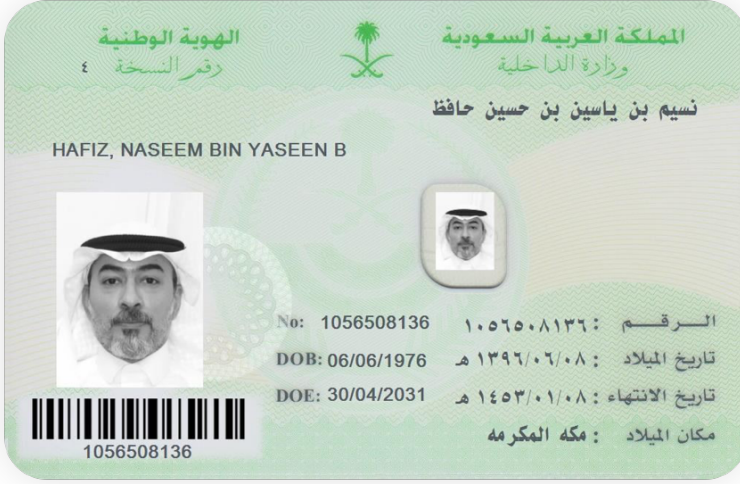 المملكة العربية السعودية
وزارة الداخلية
الهوية الوطنية
رقم النسخة ٤
نسيم بن ياسين بن حسين حافظ
HAFIZ, NASEEM BIN YASEEN B
الـرقــم : ١٠٥٦٥٠٨١٣٦ No: 1056508136
تاريخ الميلاد : ١٣٩٦/٠٦/٠٨ هـ DOB: 06/06/1976
تاريخ الانتهاء : ١٤٥٣/٠١/٠٨ هـ DOE: 30/04/2031
مكان الميلاد : مكه المكرمه
1056508136